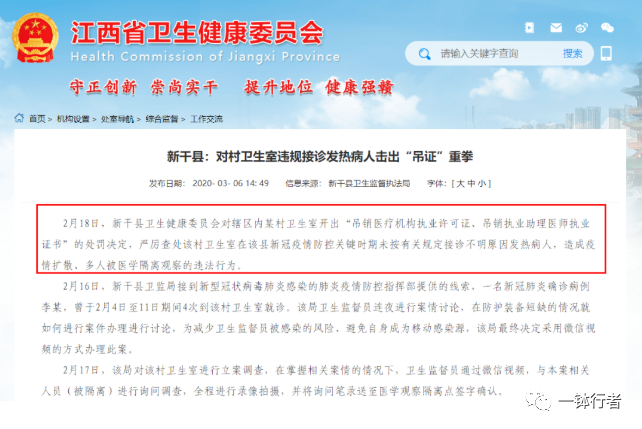 江西省卫生健康委员会
Health Commission of Jiangxi Province
请输入关键字查询
搜索
守正创新 崇尚实干 提升地位 健康强赣
首页 > 机构设置 > 处室导航 > 综合监督 > 工作交流
新干县：对村卫生室违规接诊发热病人击出“吊证”重拳
发布日期： 2020-03-06 14:49 信息来源： 新干县卫生监督执法局 字体：[大 中 小]
2月18日，新干县卫生健康委员会对辖区内某村卫生室开出“吊销医疗机构执业许可证、吊销执业助理医师执业
证书”的处罚决定，严厉查处该村卫生室在该县新冠疫情防控关键时期未按有关规定接诊不明原因发热病人，造成疫
情扩散、多人被医学隔离观察的违法行为。
2月16日，新干县卫监局接到新型冠状病毒肺炎感染的肺炎疫情防控指挥部提供的线索，一名新冠肺炎确诊病例
李某，曾于2月4日至11日期间4次到该村卫生室就诊。该局卫生监督员连夜进行案情讨论，在防护装备短缺的情况就
如何进行案件办理进行讨论，为减少卫生监督员被感染的风险，避免自身成为移动感染源，该局最终决定采用微信视
频的方式办理此案。
2月17日，该局对该村卫生室进行立案调查，在掌握相关案情的情况下，卫生监督员通过微信视频，与本案相关
人员（被隔离）进行询问调查，全程进行录像拍摄，并将询问笔录送至医学观察隔离点签字确认。
一钵行者